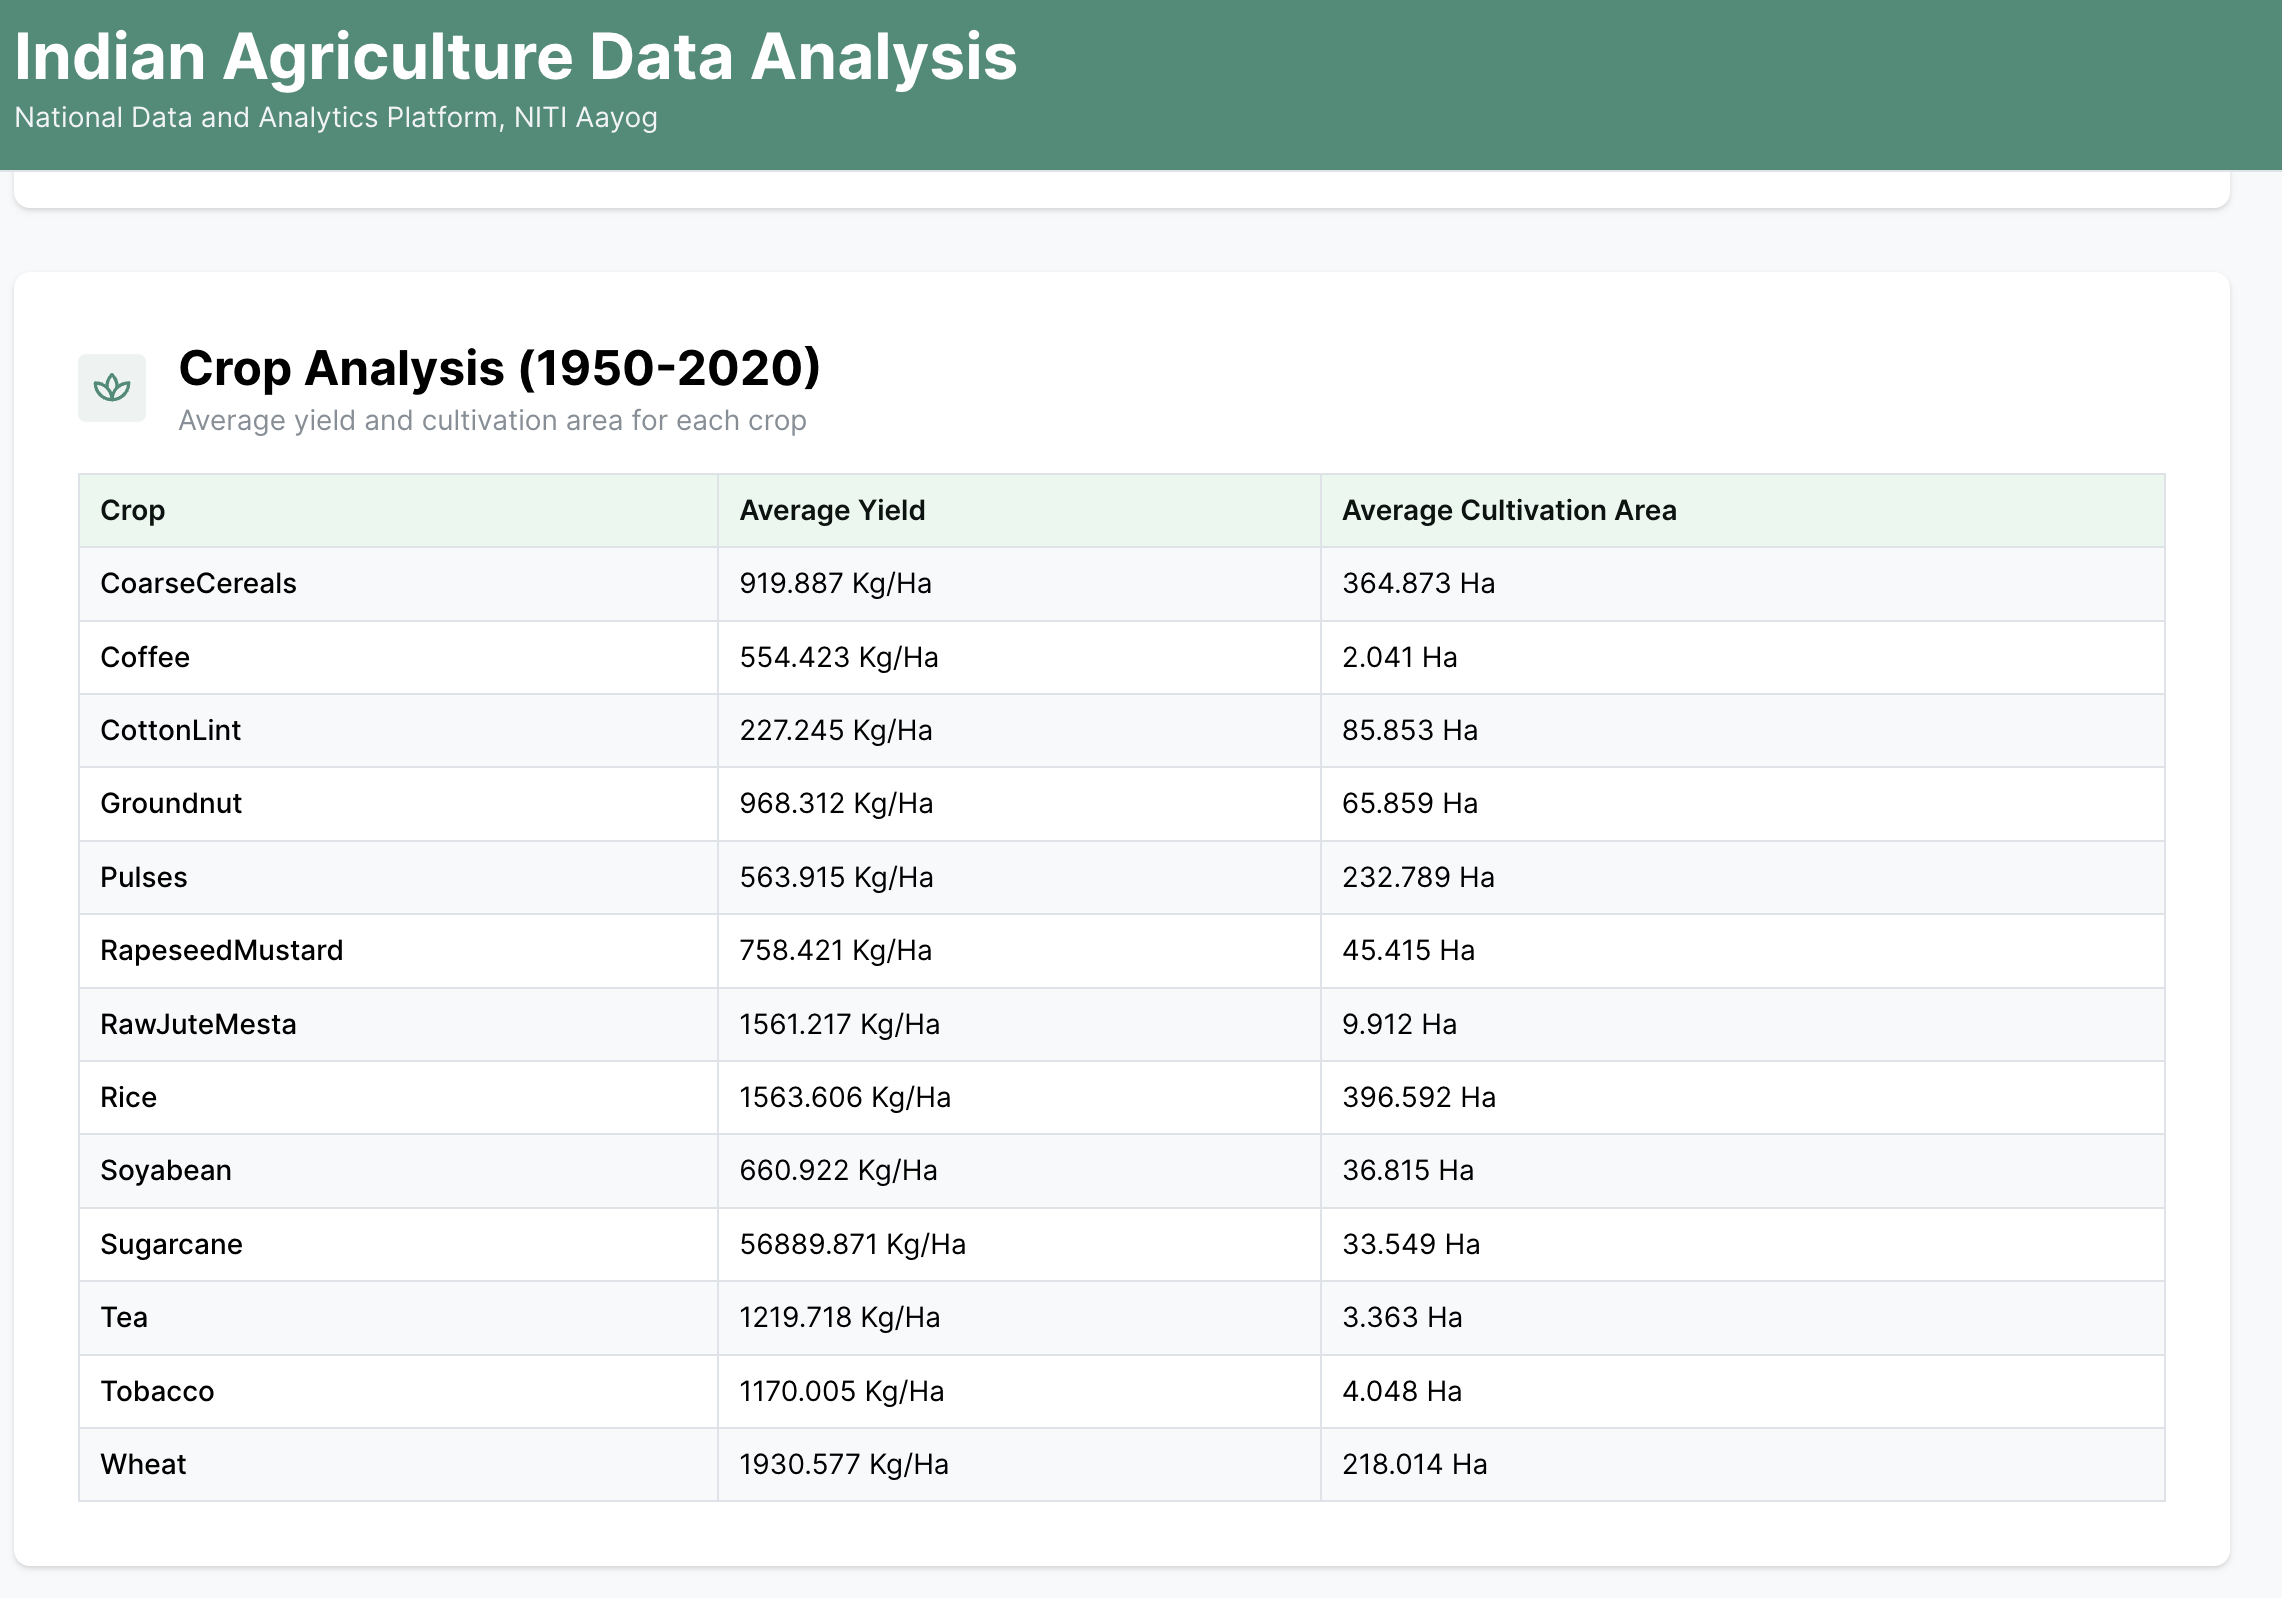 Indian Agriculture Data Analysis
National Data and Analytics Platform, NITI Aayog
Crop Analysis (1950-2020)
Average yield and cultivation area for each crop
Crop Average Yield Average Cultivation Area
CoarseCereals 919.887 Kg/Ha 364.873 Ha
Coffee 554.423 Kg/Ha 2.041 Ha
CottonLint 227.245 Kg/Ha 85.853 Ha
Groundnut 968.312 Kg/Ha 65.859 Ha
Pulses 563.915 Kg/Ha 232.789 Ha
RapeseedMustard 758.421 Kg/Ha 45.415 Ha
RawJuteMesta 1561.217 Kg/Ha 9.912 Ha
Rice 1563.606 Kg/Ha 396.592 Ha
Soyabean 660.922 Kg/Ha 36.815 Ha
Sugarcane 56889.871 Kg/Ha 33.549 Ha
Tea 1219.718 Kg/Ha 3.363 Ha
Tobacco 1170.005 Kg/Ha 4.048 Ha
Wheat 1930.577 Kg/Ha 218.014 Ha